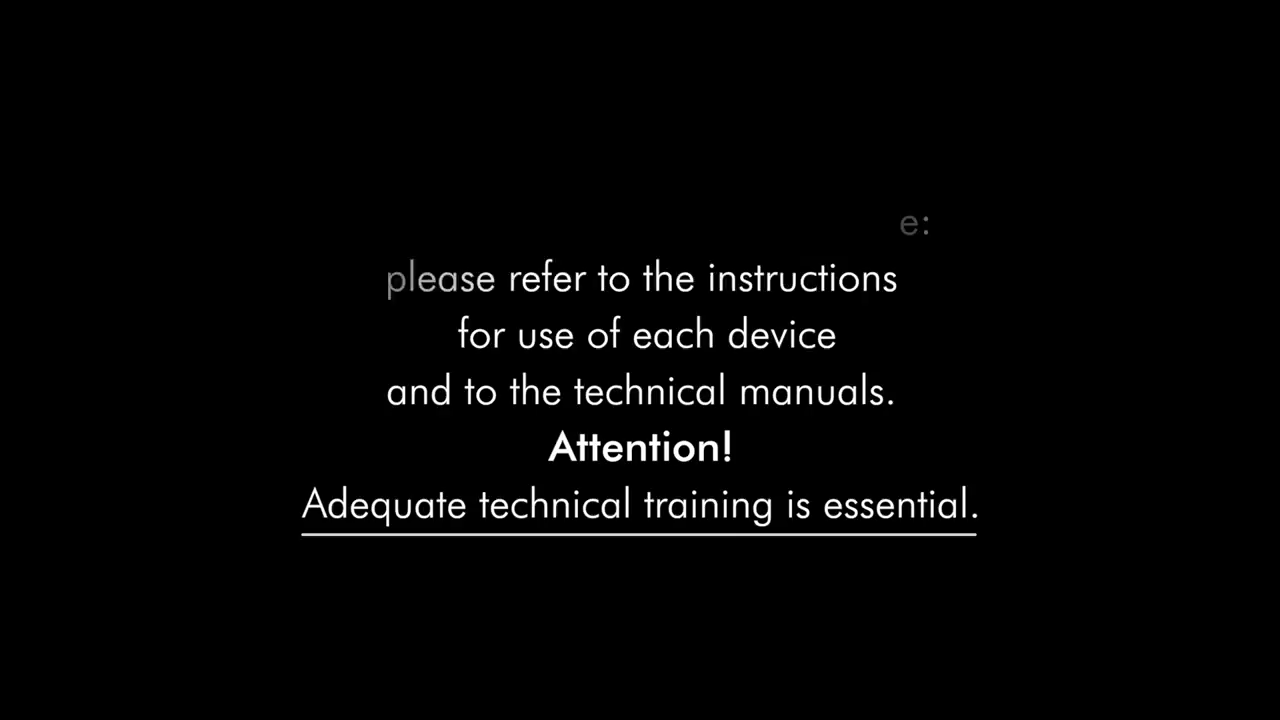 e:
please refer to the instructions
for use of each device
and to the technical manuals.
Attention!
Adequate technical training is essential.